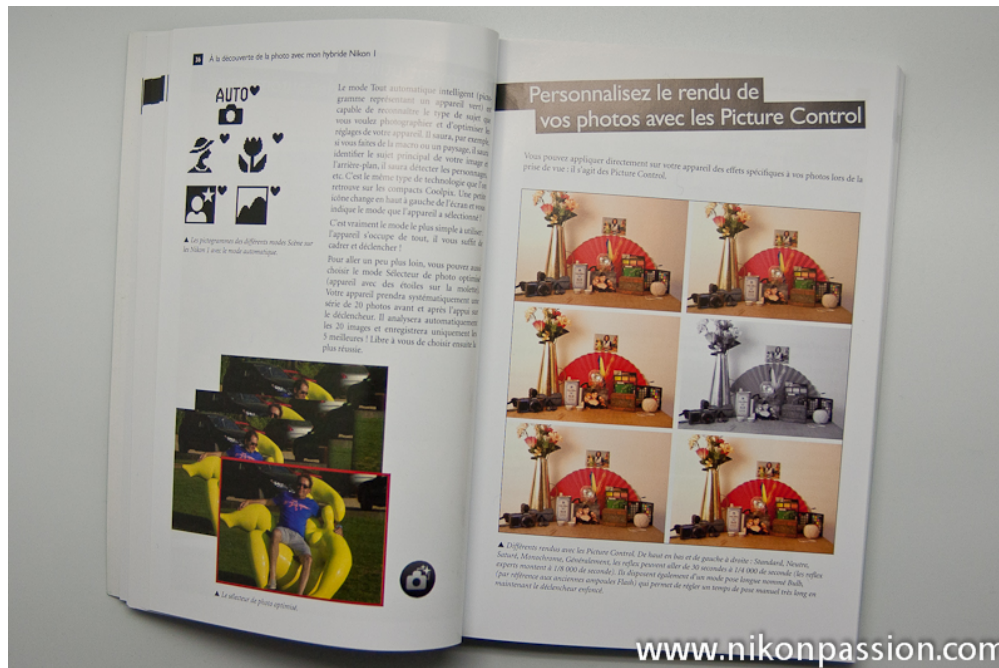 36 À la découverte de la photo avec mon hybride Nikon 1
AUTO
▲ Les pictogrammes des différents modes Scène sur
les Nikon 1 avec le mode automatique.
Le mode Tout automatique intelligent (picto-
gramme représentant un appareil vert) est
capable de reconnaître le type de sujet que
vous voulez photographier et d'optimiser les
réglages de votre appareil. Il saura, par exemple,
si vous faites de la macro ou un paysage, il saura
identifier le sujet principal de votre image et
l'arrière-plan, il saura détecter les personnages,
etc. C'est le même type de technologie que l'on
retrouve sur les compacts Coolpix. Une petite
icône change en haut à gauche de l'écran et vous
indique le mode que l'appareil a sélectionné !
C'est vraiment le mode le plus simple à utiliser :
l'appareil s'occupe de tout, il vous suffit de
cadrer et déclencher !
Pour aller un peu plus loin, vous pouvez aussi
choisir le mode Sélecteur de photo optimisé
(appareil avec des étoiles sur la molette).
Votre appareil prendra systématiquement une
série de 20 photos avant et après l'appui sur
le déclencheur. Il analysera automatiquement
les 20 images et enregistrera uniquement les
5 meilleures ! Libre à vous de choisir ensuite la
plus réussie.
▲ Le sélecteur de photo optimisé.
Personnalisez le rendu de
vos photos avec les Picture Control
Vous pouvez appliquer directement sur votre appareil des effets spécifiques à vos photos lors de la
prise de vue : il s'agit des Picture Control.
▲ Différents rendus avec les Picture Control. De haut en bas et de gauche à droite : Standard, Neutre,
Saturé, Monochrome, Généralement, les reflex peuvent aller de 30 secondes à 1/4 000 de seconde (les reflex
experts montent à 1/8 000 de seconde). Ils disposent également d'un mode pour longue nommé Bulb,
(par référence aux anciennes ampoules Flash) qui permet de régler un temps de pose manuel très long en
maintenant le déclencheur enfoncé.
www.nikonpassion.com